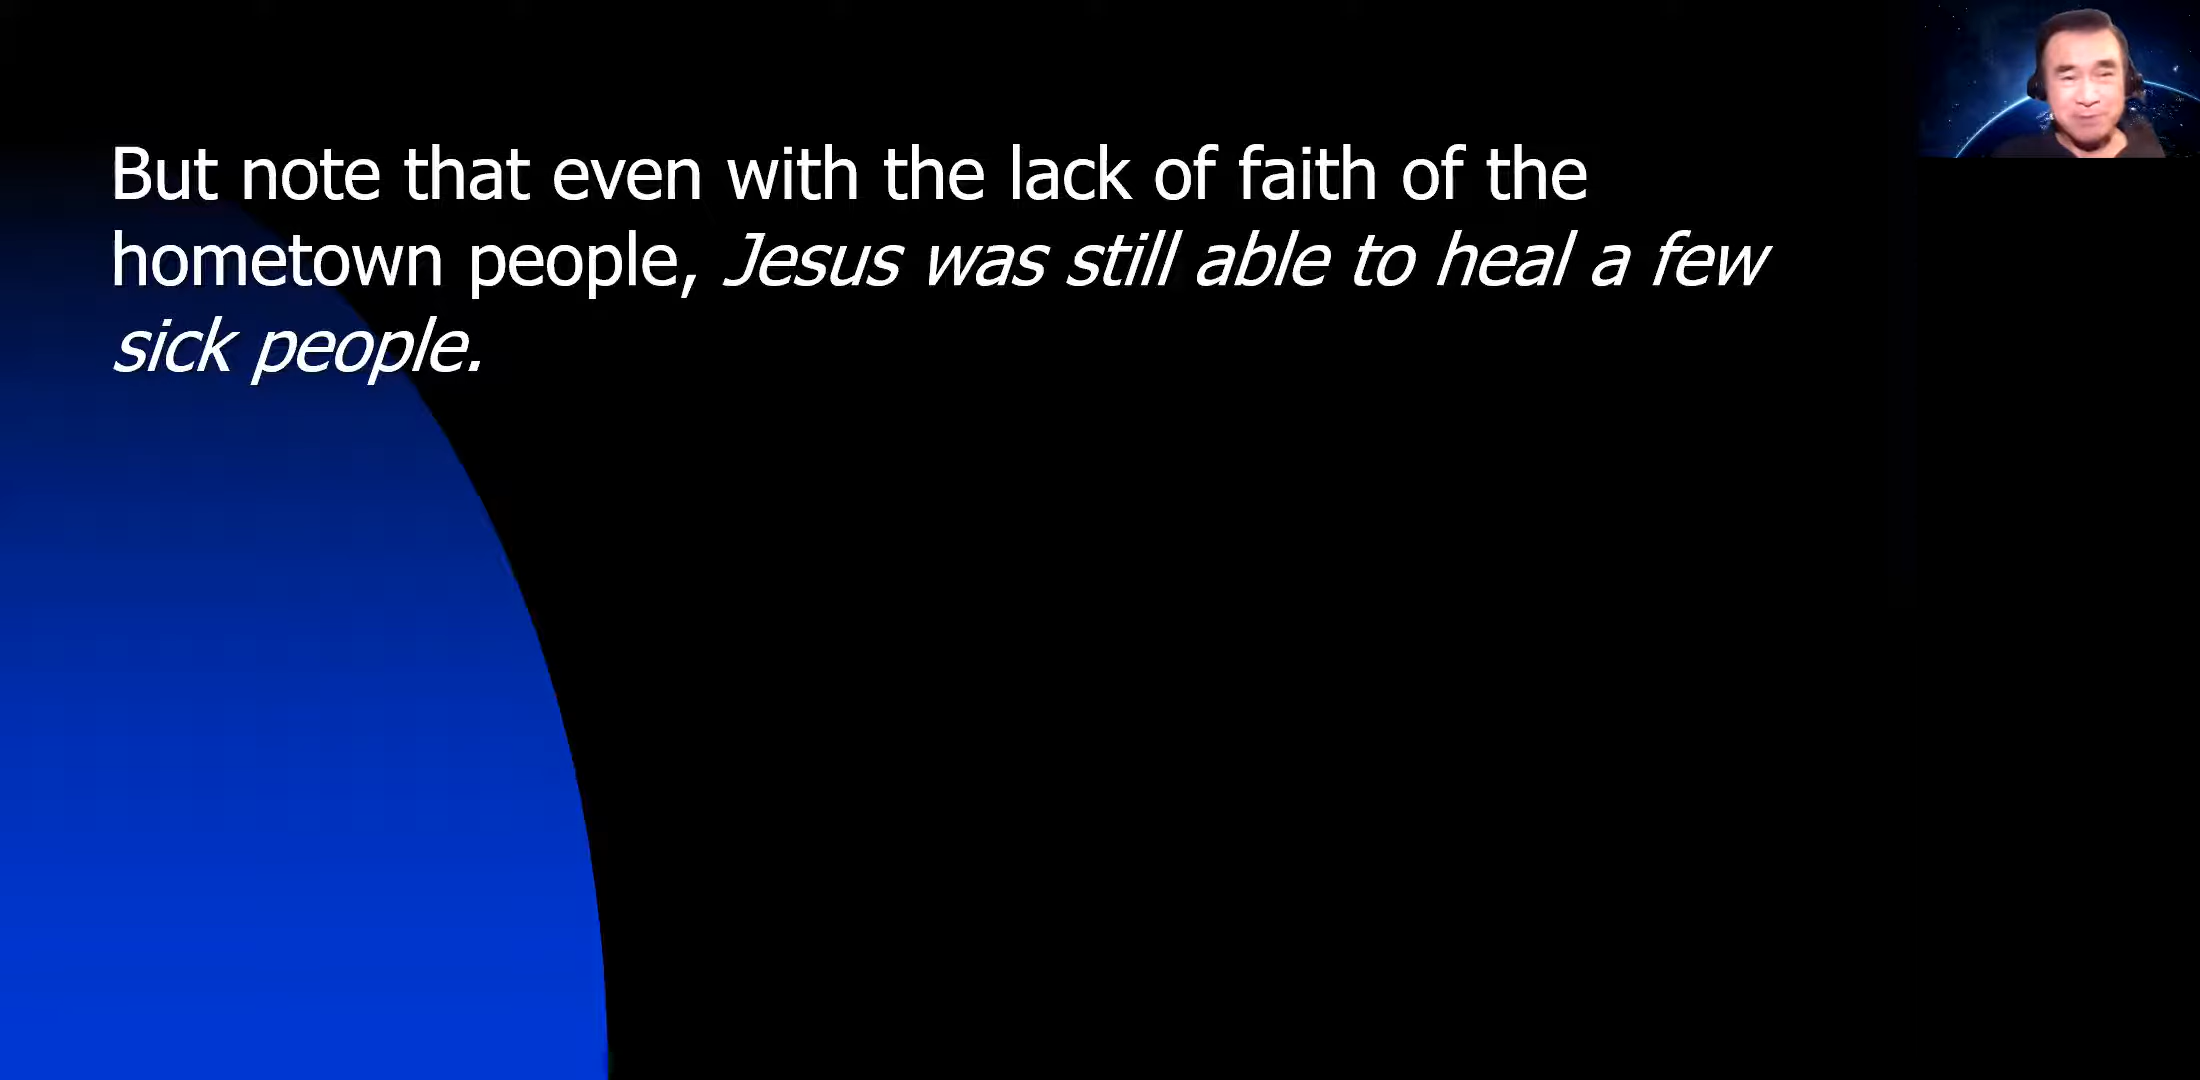 But note that even with the lack of faith of the
hometown people, Jesus was still able to heal a few
sick people.